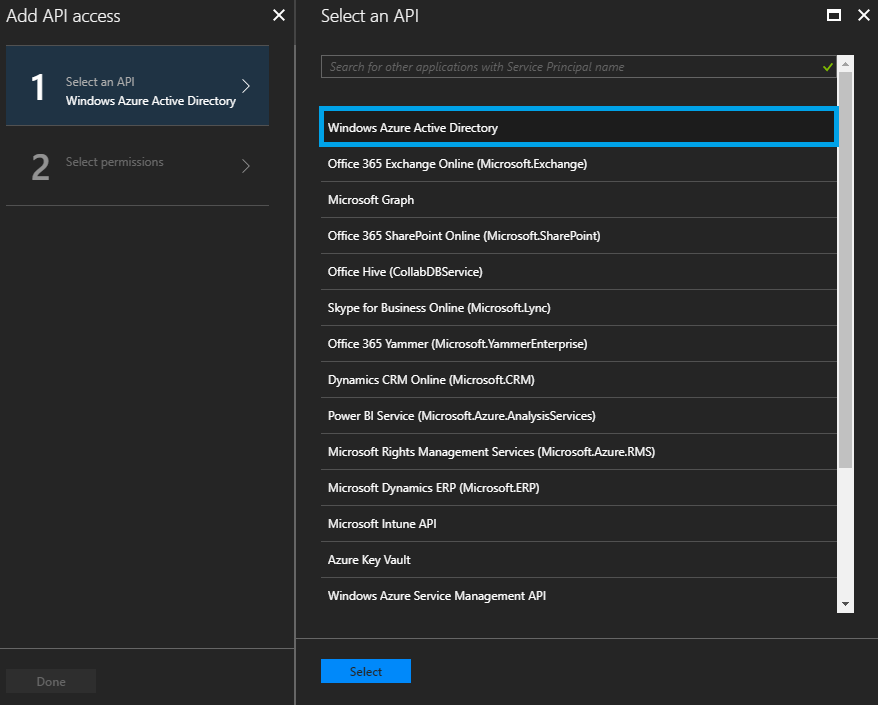 Add API access
1
Select an API
Windows Azure Active Directory
2
Select permissions
Done
Select an API
Search for other applications with Service Principal name
Windows Azure Active Directory
Office 365 Exchange Online (Microsoft.Exchange)
Microsoft Graph
Office 365 SharePoint Online (Microsoft.SharePoint)
Office Hive (CollabDBService)
Skype for Business Online (Microsoft.Lync)
Office 365 Yammer (Microsoft.YammerEnterprise)
Dynamics CRM Online (Microsoft.CRM)
Power BI Service (Microsoft.Azure.AnalysisServices)
Microsoft Rights Management Services (Microsoft.Azure.RMS)
Microsoft Dynamics ERP (Microsoft.ERP)
Microsoft Intune API
Azure Key Vault
Windows Azure Service Management API
Select